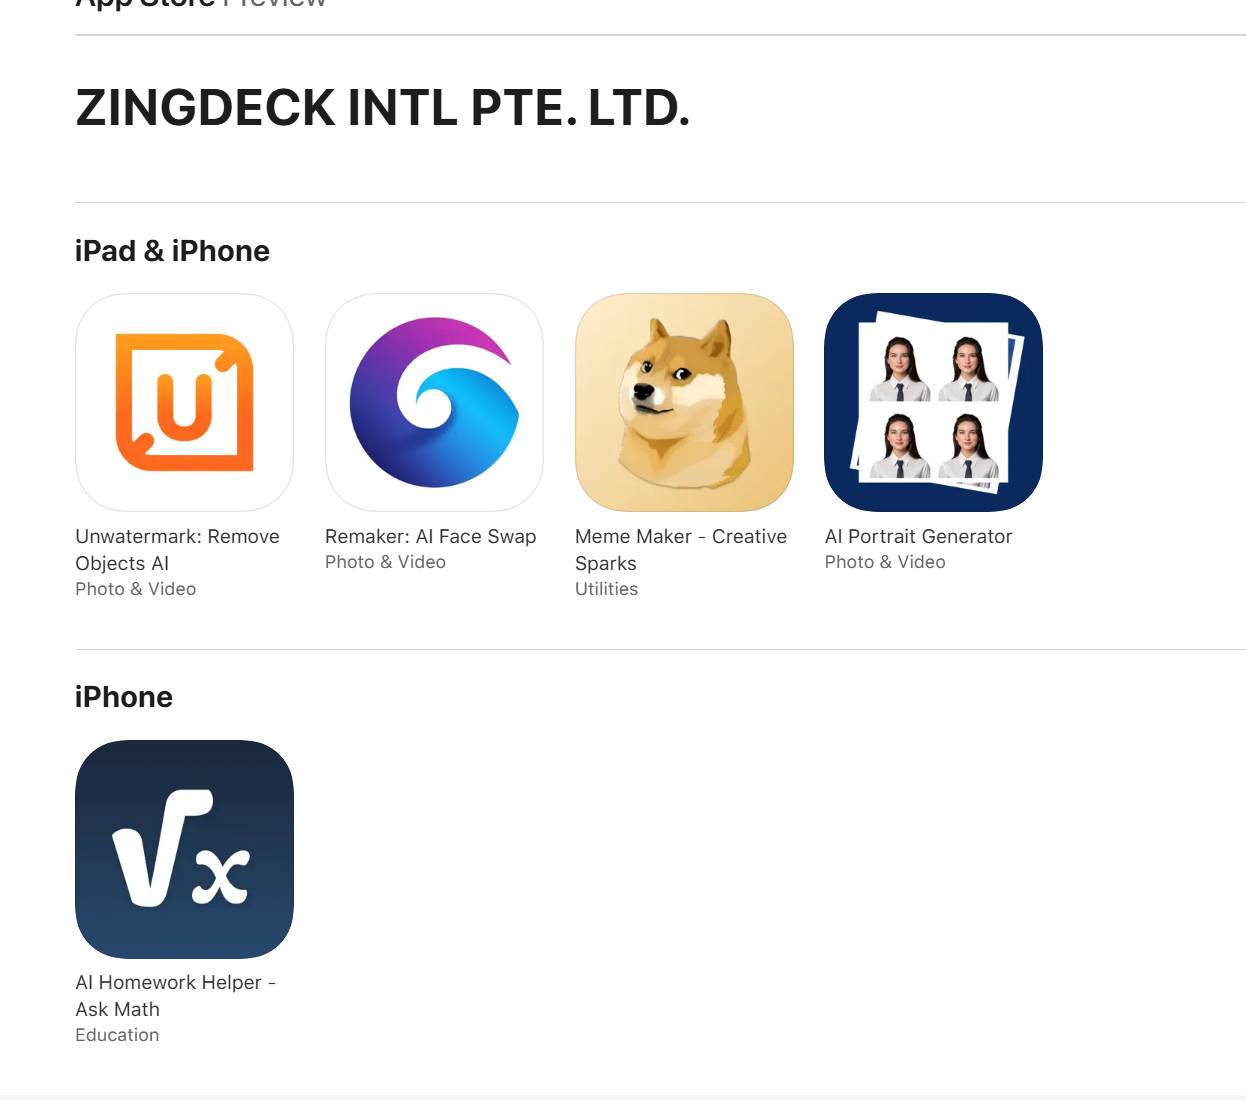 App Store Preview
ZINGDECK INTL PTE. LTD.
iPad & iPhone
Unwatermark: Remove
Objects AI
Photo & Video
Remaker: AI Face Swap
Photo & Video
Meme Maker - Creative
Sparks
Utilities
AI Portrait Generator
Photo & Video
iPhone
√x
AI Homework Helper -
Ask Math
Education